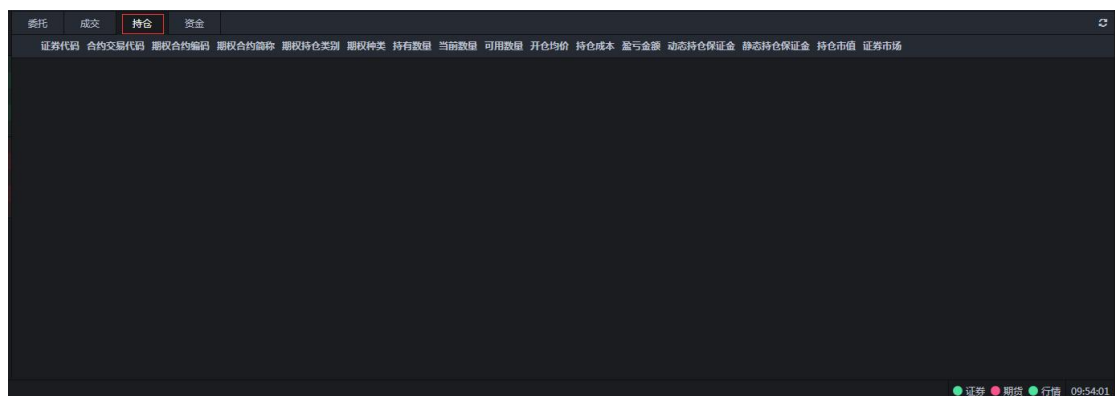 委托 成交 持仓 资金
证券代码 合约交易代码 期权合约编码 期权合约简称 期权持仓类别 期权种类 持有数量 当前数量 可用数量 开仓均价 持仓成本 盈亏金额 动态持仓保证金 静态持仓保证金 持仓市值 证券市场
证券 期货 行情 09:54:01